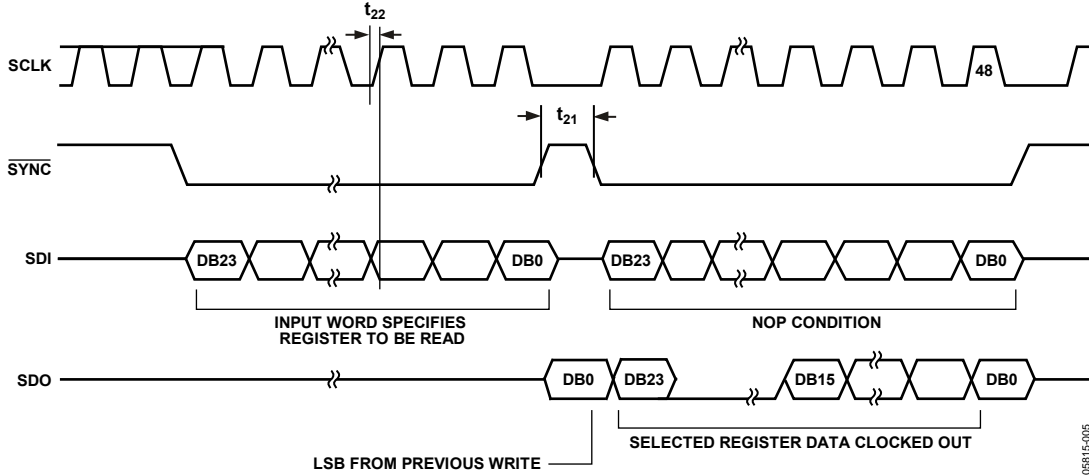 t22
SCLK
48
t21
SYNC
SDI
DB23
DB0
DB23
DB0
INPUT WORD SPECIFIES
REGISTER TO BE READ
NOP CONDITION
SDO
DB0
DB23
DB15
DB0
SELECTED REGISTER DATA CLOCKED OUT
LSB FROM PREVIOUS WRITE
05815-005